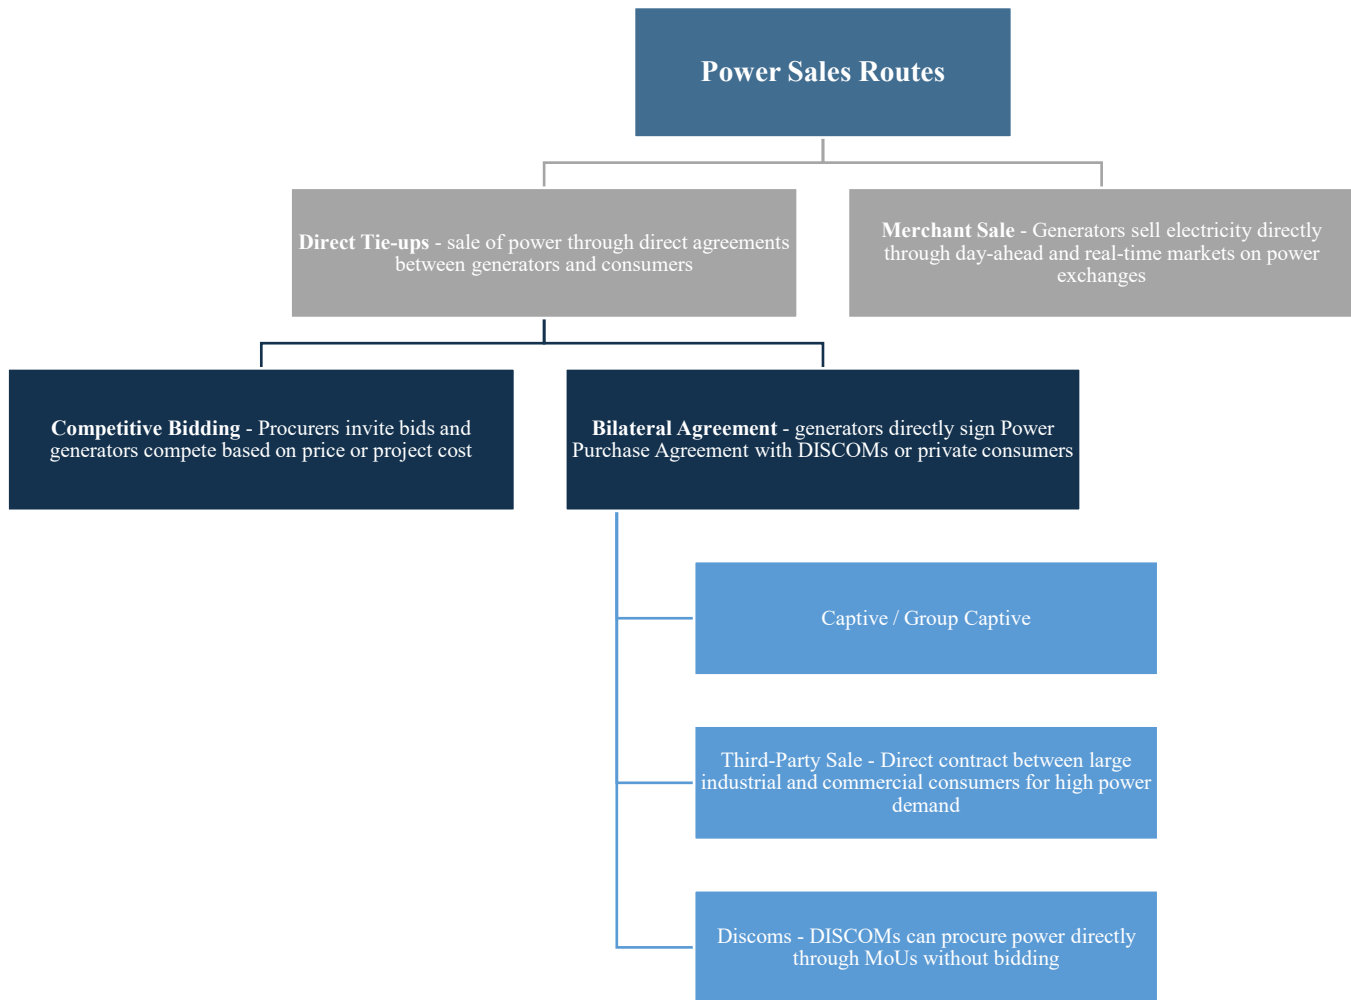 Power Sales Routes
Direct Tie-ups - sale of power through direct agreements
between generators and consumers
Merchant Sale - Generators sell electricity directly
through day-ahead and real-time markets on power
exchanges
Competitive Bidding - Procurers invite bids and
generators compete based on price or project cost
Bilateral Agreement - generators directly sign Power
Purchase Agreement with DISCOMs or private consumers
Captive / Group Captive
Third-Party Sale - Direct contract between large
industrial and commercial consumers for high power
demand
Discoms - DISCOMs can procure power directly
through MoUs without bidding